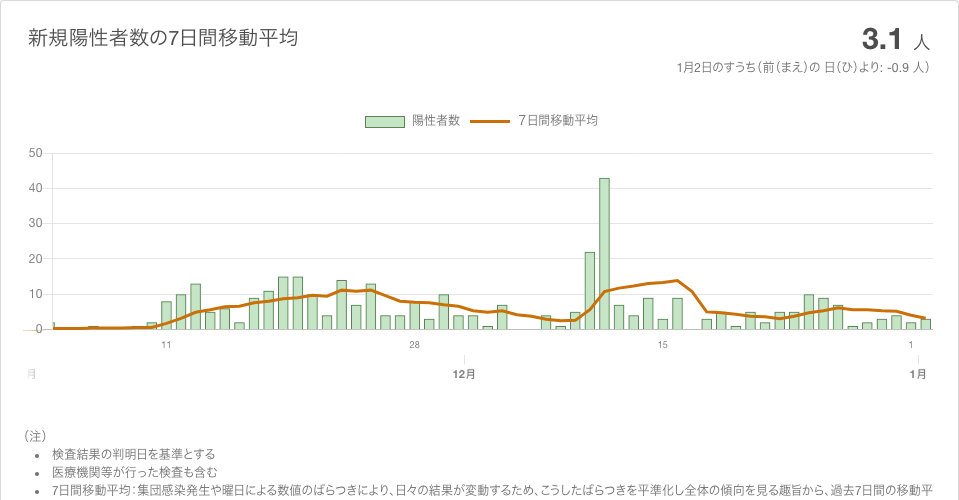 新規陽性者数の7日間移動平均
3.1 人
1月2日のすうち（前（まえ）の 日（ひ）より: -0.9 人）
陽性者数 7日間移動平均
50
40
30
20
10
0
11 28 15 1
月 12月 1月
（注）
• 検査結果の判明日を基準とする
• 医療機関等が行った検査も含む
• 7日間移動平均：集団感染発生や曜日による数値のばらつきにより、日々の結果が変動するため、こうしたばらつきを平準化し全体の傾向を見る趣旨から、過去7日間の移動平